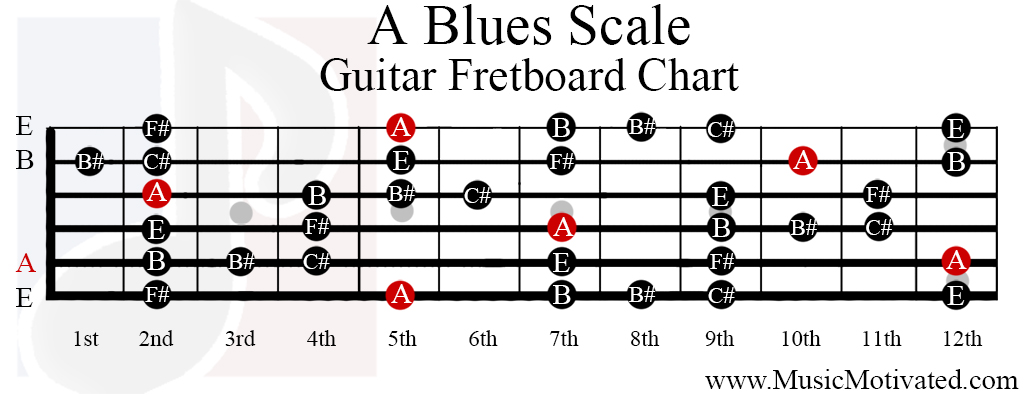 A Blues Scale
Guitar Fretboard Chart
E F# A B B# C# E
B B# C# E F# A B
A B B# C# E F#
E F# A B B# C#
A B B# C# E F# A
E F# A B B# C# E
1st 2nd 3rd 4th 5th 6th 7th 8th 9th 10th 11th 12th
www.MusicMotivated.com